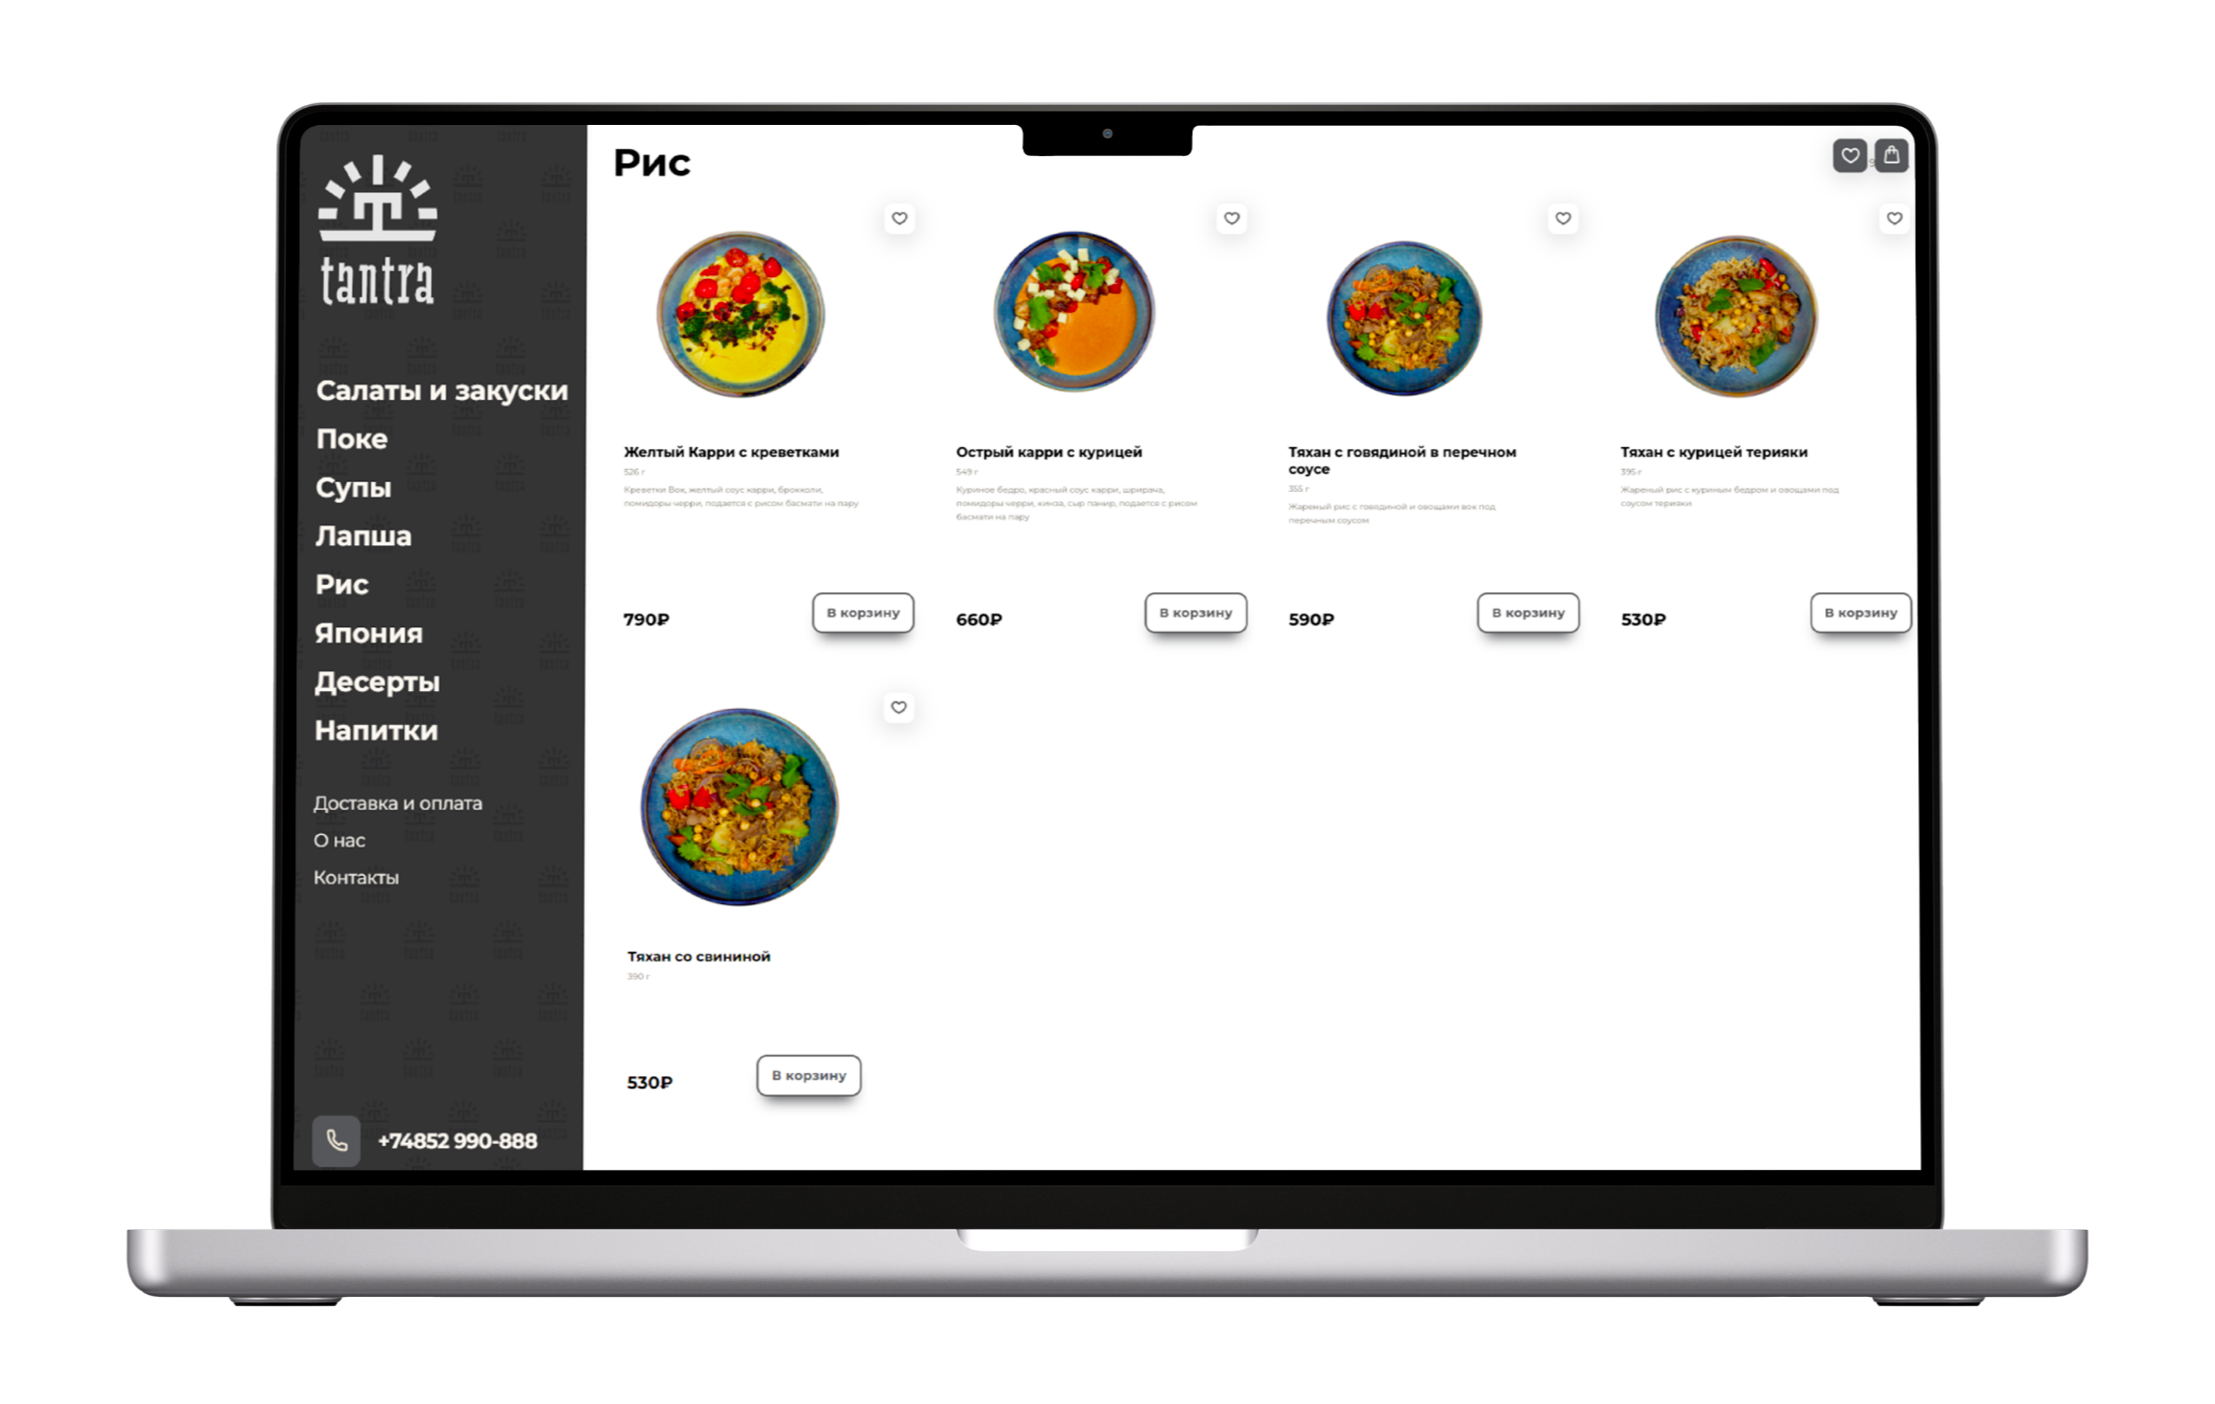 tantra
Салаты и закуски
Поке
Супы
Лапша
Рис
Япония
Десерты
Напитки
Доставка и оплата
О нас
Контакты
+74852 990-888
Рис
Желтый Карри с креветками
526 г
Креветки Вок, желтый соус карри, брокколи,
помидоры черри, подается с рисом басмати на пару
790₽
В корзину
Острый карри с курицей
549 г
Куриное бедро, красный соус карри, шрирача,
помидоры черри, кинза, сыр панир, подается с рисом
басмати на пару
660₽
В корзину
Тяхан с говядиной в перечном
соусе
355 г
Жареный рис с говядиной и овощами вок под
перечным соусом
590₽
В корзину
Тяхан с курицей терияки
395 г
Жареный рис с куриным бедром и овощами под
соусом терияки
530₽
В корзину
Тяхан со свининой
390 г
530₽
В корзину